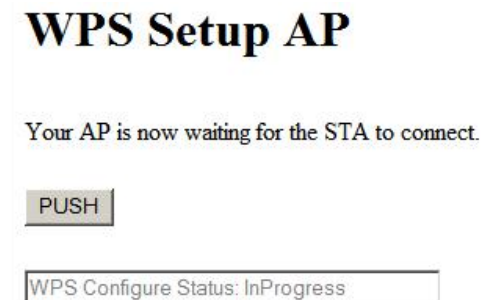 WPS Setup AP
Your AP is now waiting for the STA to connect.
PUSH
WPS Configure Status: InProgress